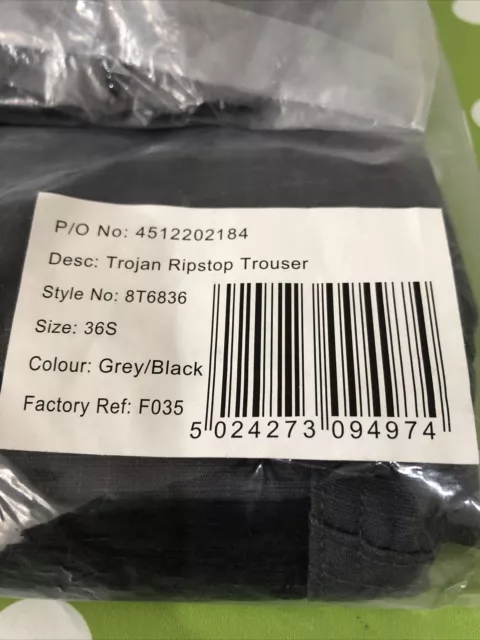 P/O No: 4512202184
Desc: Trojan Ripstop Trouser
Style No: 8T6836
Size: 36S
Colour: Grey/Black
Factory Ref: F035
5 024273 094974